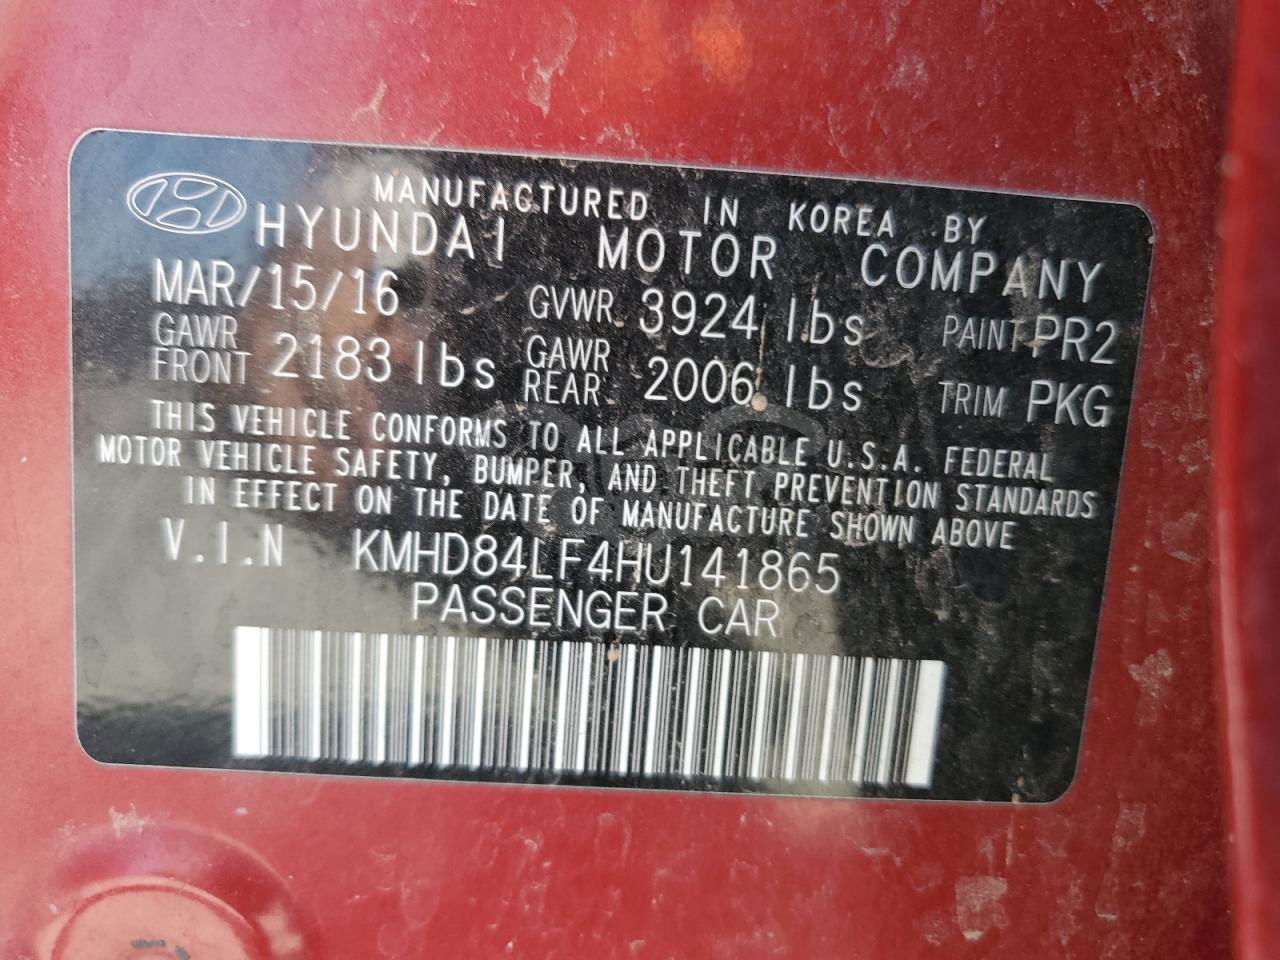 MANUFACTURED IN KOREA BY
HYUNDAI MOTOR COMPANY
MAR/15/16 GVWR 3924 lbs PAINT PR2
GAWR FRONT 2183 lbs GAWR REAR 2006 lbs TRIM PKG
THIS VEHICLE CONFORMS TO ALL APPLICABLE U.S.A. FEDERAL
MOTOR VEHICLE SAFETY, BUMPER, AND THEFT PREVENTION STANDARDS
IN EFFECT ON THE DATE OF MANUFACTURE SHOWN ABOVE
V.I.N KMHD84LF4HU141865
PASSENGER CAR